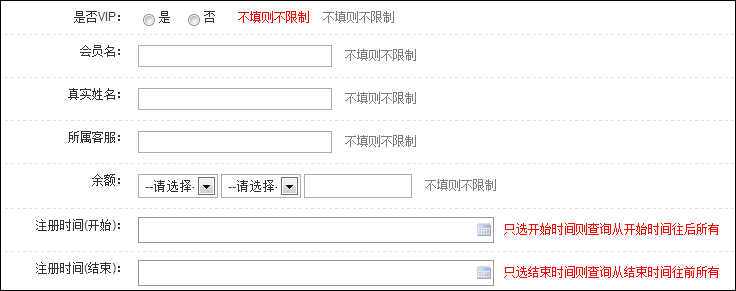 是否VIP： 是 否 不填则不限制 不填则不限制
会员名： 不填则不限制
真实姓名： 不填则不限制
所属客服： 不填则不限制
余额： --请选择- --请选择- 不填则不限制
注册时间(开始)： 只选开始时间则查询从开始时间往后所有
注册时间(结束)： 只选结束时间则查询从结束时间往前所有